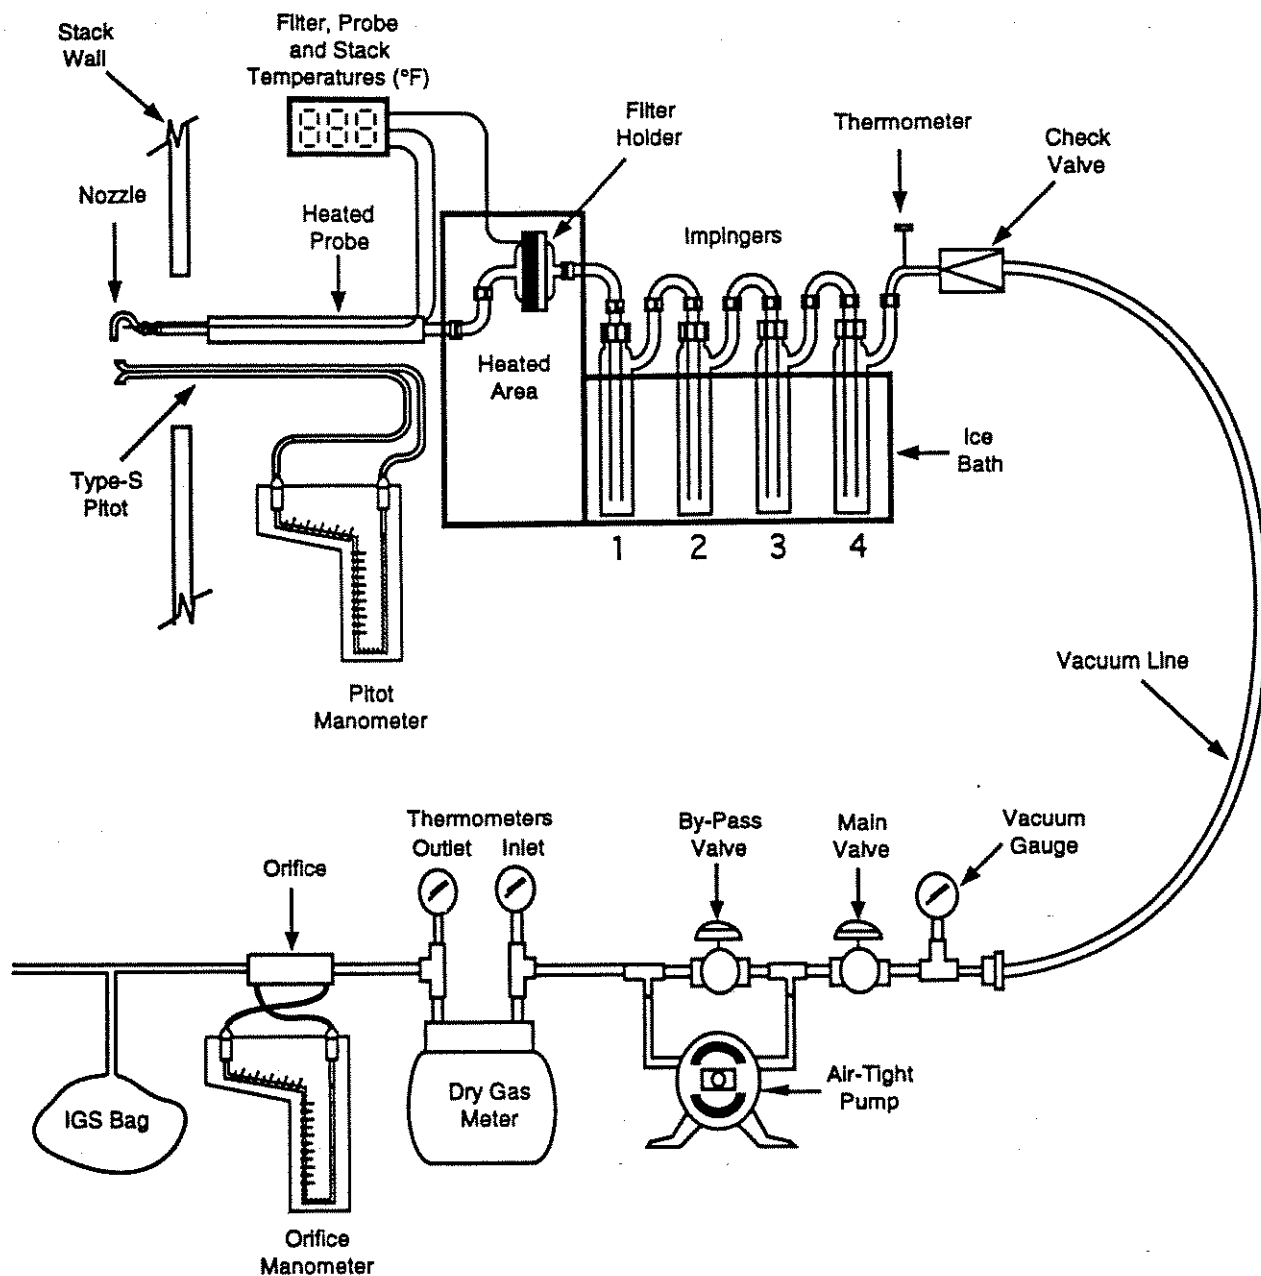 Stack
Wall
Filter, Probe
and Stack
Temperatures (°F)
888
Filter
Holder
Thermometer
Check
Valve
Nozzle
Heated
Probe
Impingers
Heated
Area
Ice
Bath
Type-S
Pitot
1 2 3 4
Vacuum Line
Pitot
Manometer
Thermometers
Outlet Inlet
By-Pass
Valve
Main
Valve
Vacuum
Gauge
Orifice
IGS Bag
Dry Gas
Meter
Air-Tight
Pump
Orifice
Manometer